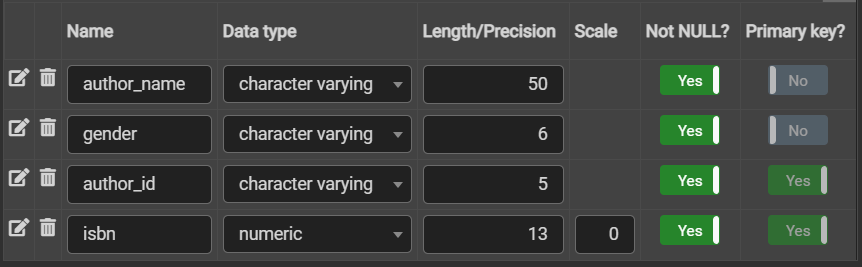 Name Data type Length/Precision Scale Not NULL? Primary key?
author_name character varying 50 Yes No
gender character varying 6 Yes No
author_id character varying 5 Yes Yes
isbn numeric 13 0 Yes Yes